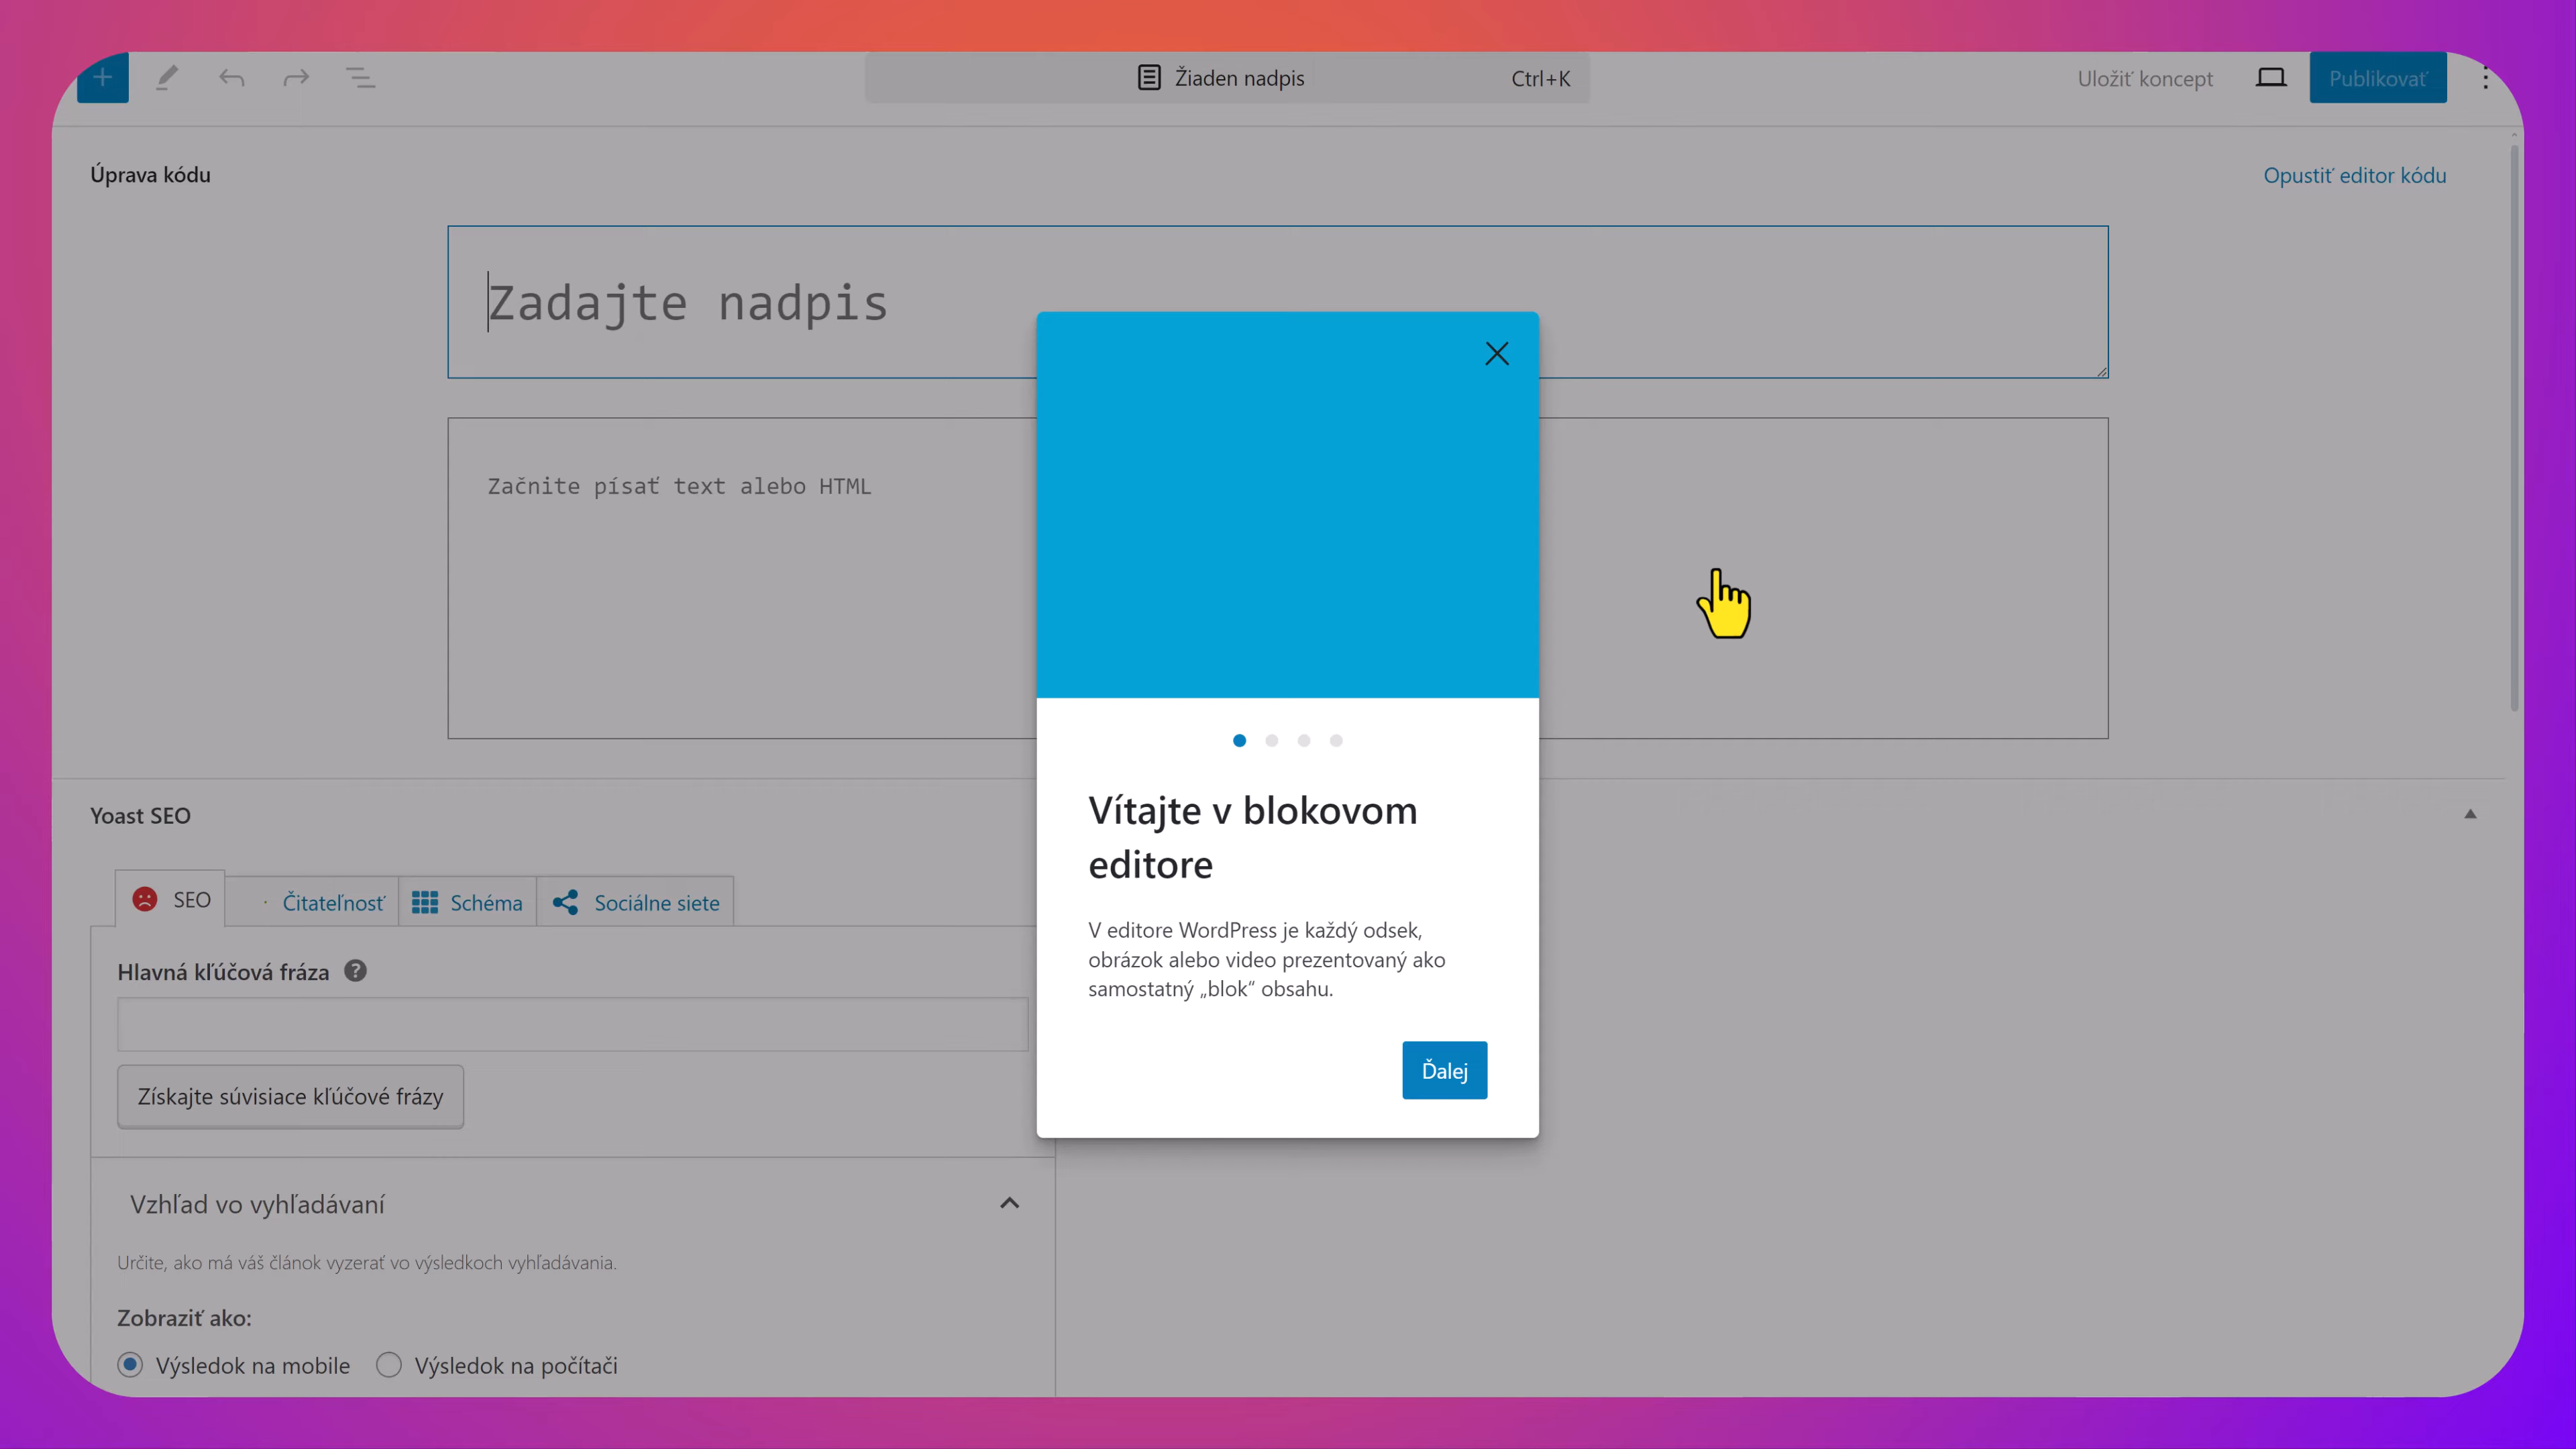 Žiaden nadpis
Ctrl+K
Uložiť koncept
Publikovať
Úprava kódu
Opustiť editor kódu
Zadajte nadpis
Začnite písať text alebo HTML
Vítajte v blokovom
editore
V editore WordPress je každý odsek,
obrázok alebo video prezentovaný ako
samostatný „blok“ obsahu.
Ďalej
Yoast SEO
SEO
Čitateľnosť
Schéma
Sociálne siete
Hlavná kľúčová fráza
Získajte súvisiace kľúčové frázy
Vzhľad vo vyhľadávaní
Určite, ako má váš článok vyzerať vo výsledkoch vyhľadávania.
Zobraziť ako:
Výsledok na mobile
Výsledok na počítači